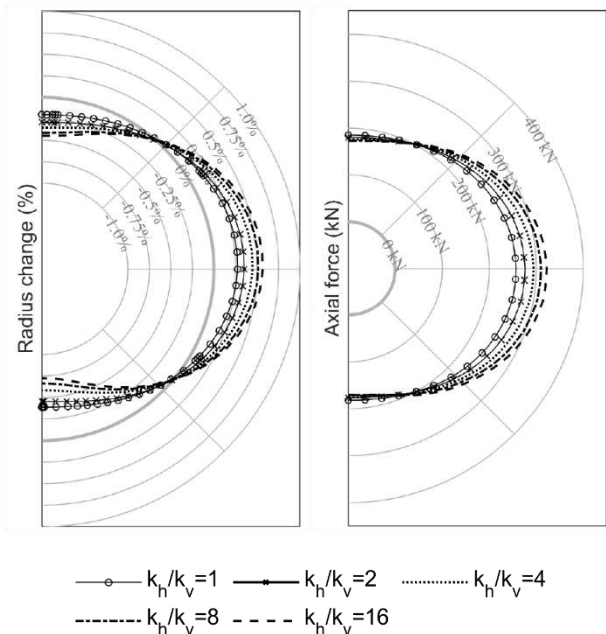 Radius change (%)
1.0%
0.75%
0.5%
0%
-0.25%
-0.5%
-0.75%
-1.0%
Axial force (kN)
400 kN
300 kN
200 kN
100 kN
0 kN
k_h/k_v=1 k_h/k_v=2 k_h/k_v=4
k_h/k_v=8 k_h/k_v=16